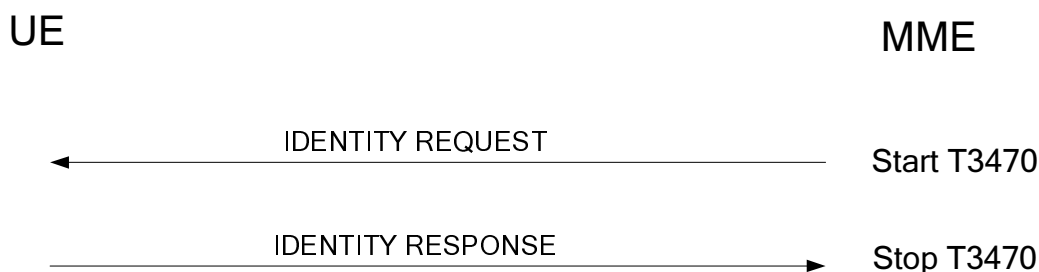 UE
MME
IDENTITY REQUEST
Start T3470
IDENTITY RESPONSE
Stop T3470